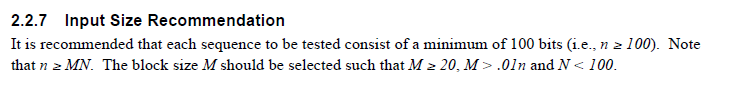 2.2.7 Input Size Recommendation
It is recommended that each sequence to be tested consist of a minimum of 100 bits (i.e., n ≥ 100). Note
that n ≥ MN. The block size M should be selected such that M ≥ 20, M > .01n and N < 100.